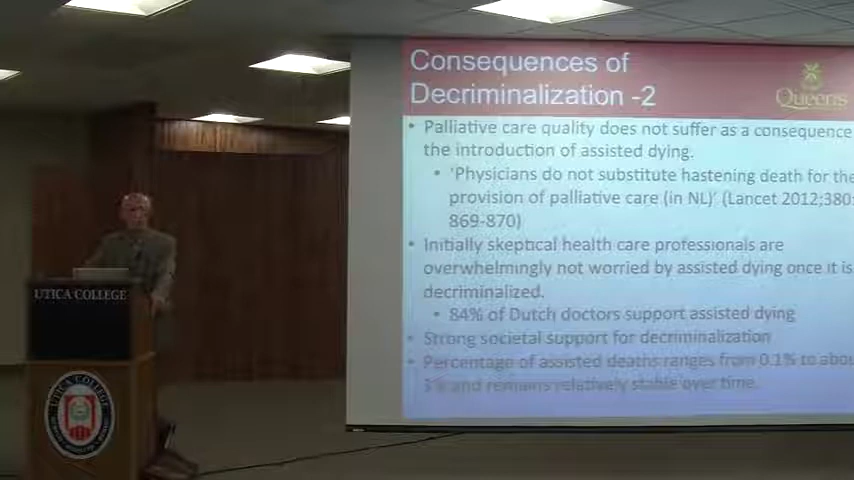 Consequences of
Decriminalization -2
Queens
• Palliative care quality does not suffer as a consequence
the introduction of assisted dying.
• 'Physicians do not substitute hastening death for the
provision of palliative care (in NL)' (Lancet 2012;380:
869-870)
• Initially skeptical health care professionals are
overwhelmingly not worried by assisted dying once it is
decriminalized.
• 84% of Dutch doctors support assisted dying
• Strong societal support for decriminalization
• Percentage of assisted deaths ranges from 0.1% to abou
3% and remains relatively stable over time.
UTICA COLLEGE
UTICA COLLEGE